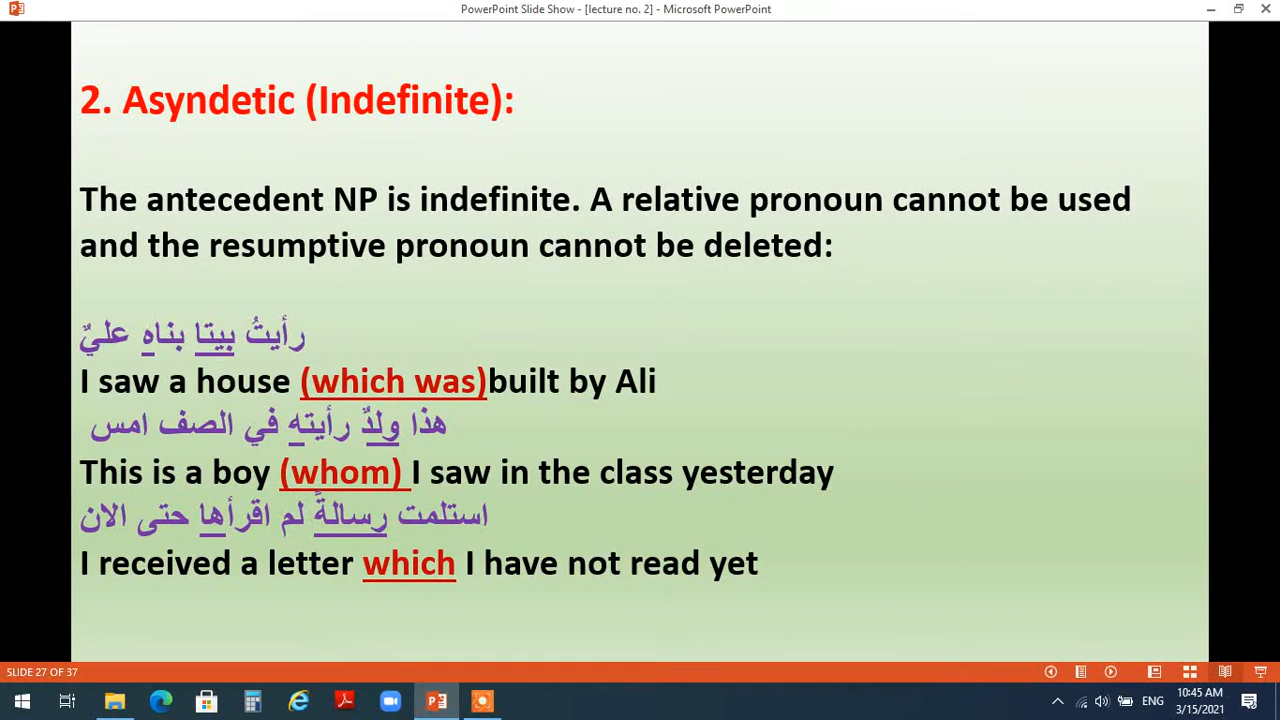 PowerPoint Slide Show - [lecture no. 2] - Microsoft PowerPoint
2. Asyndetic (Indefinite):
The antecedent NP is indefinite. A relative pronoun cannot be used
and the resumptive pronoun cannot be deleted:
رأيتُ بيتا بناه عليٌ
I saw a house (which was)built by Ali
هذا ولدٌ رأيته في الصف امس
This is a boy (whom) I saw in the class yesterday
استلمت رسالةً لم اقرأها حتى الان
I received a letter which I have not read yet
SLIDE 27 OF 37
ENG
10:45 AM
3/15/2021